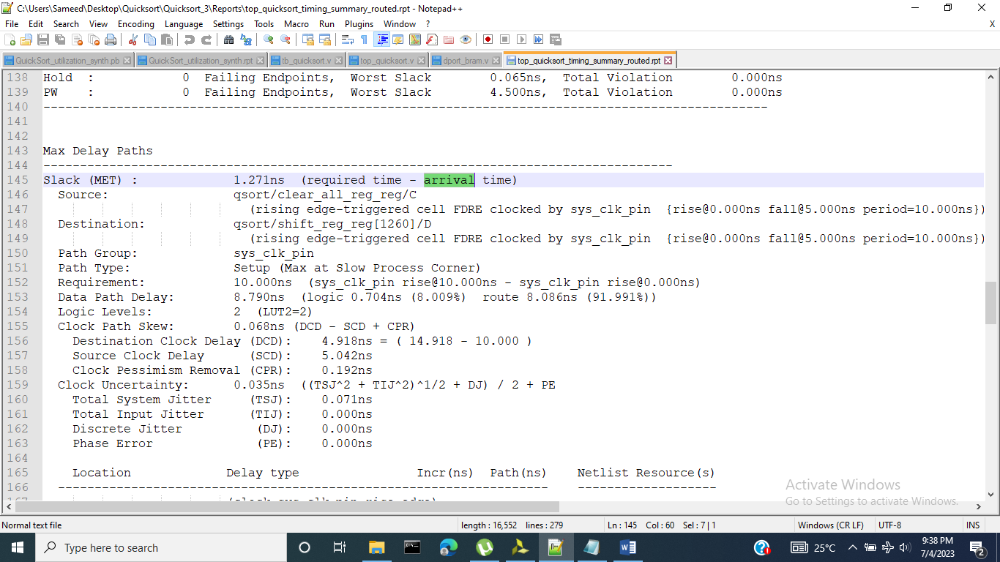 C:\Users\Sameed\Desktop\Quicksort\Quicksort_3\Reports\top_quicksort_timing_summary_routed.rpt - Notepad++
File Edit Search View Encoding Language Settings Tools Macro Run Plugins Window ? X
QuickSort_utilization_synth.pb QuickSort_utilization_synth.rpt tb_quicksort.v top_quicksort.v dport_bram.v top_quicksort_timing_summary_routed.rpt
138 Hold : 0 Failing Endpoints, Worst Slack 0.065ns, Total Violation 0.000ns
139 PW : 0 Failing Endpoints, Worst Slack 4.500ns, Total Violation 0.000ns
140 ---------------------------------------------------------------------------------------------------
141
142
143 Max Delay Paths
144 --------------------------------------------------------------------------------------
145 Slack (MET) : 1.271ns (required time - arrival time)
146 Source: qsort/clear_all_reg_reg/C
147 (rising edge-triggered cell FDRE clocked by sys_clk_pin {rise@0.000ns fall@5.000ns period=10.000ns})
148 Destination: qsort/shift_reg_reg[1260]/D
149 (rising edge-triggered cell FDRE clocked by sys_clk_pin {rise@0.000ns fall@5.000ns period=10.000ns})
150 Path Group: sys_clk_pin
151 Path Type: Setup (Max at Slow Process Corner)
152 Requirement: 10.000ns (sys_clk_pin rise@10.000ns - sys_clk_pin rise@0.000ns)
153 Data Path Delay: 8.790ns (logic 0.704ns (8.009%) route 8.086ns (91.991%))
154 Logic Levels: 2 (LUT2=2)
155 Clock Path Skew: 0.068ns (DCD - SCD + CPR)
156 Destination Clock Delay (DCD): 4.918ns = ( 14.918 - 10.000 )
157 Source Clock Delay (SCD): 5.042ns
158 Clock Pessimism Removal (CPR): 0.192ns
159 Clock Uncertainty: 0.035ns ((TSJ^2 + TIJ^2)^1/2 + DJ) / 2 + PE
160 Total System Jitter (TSJ): 0.071ns
161 Total Input Jitter (TIJ): 0.000ns
162 Discrete Jitter (DJ): 0.000ns
163 Phase Error (PE): 0.000ns
164
165 Location Delay type Incr(ns) Path(ns) Netlist Resource(s)
166 ------------------------------------------------------------------- -------------------
Activate Windows
Go to Settings to activate Windows.
Normal text file length : 16,552 lines : 279 Ln : 145 Col : 60 Sel : 7 | 1 Windows (CR LF) UTF-8 INS
Type here to search
25°C
9:38 PM
7/4/2023
2